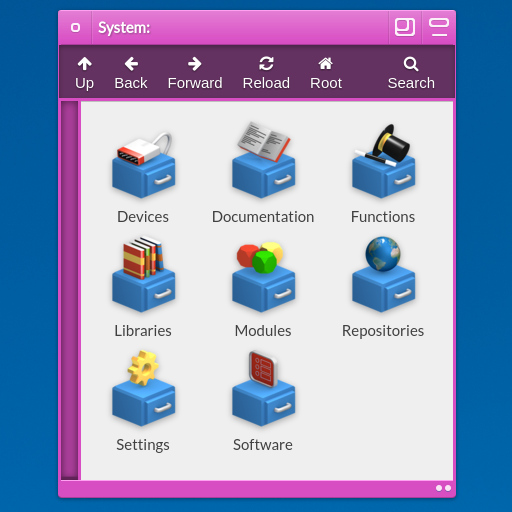 System:
Up Back Forward Reload Root Search
Devices Documentation Functions
Libraries Modules Repositories
Settings Software